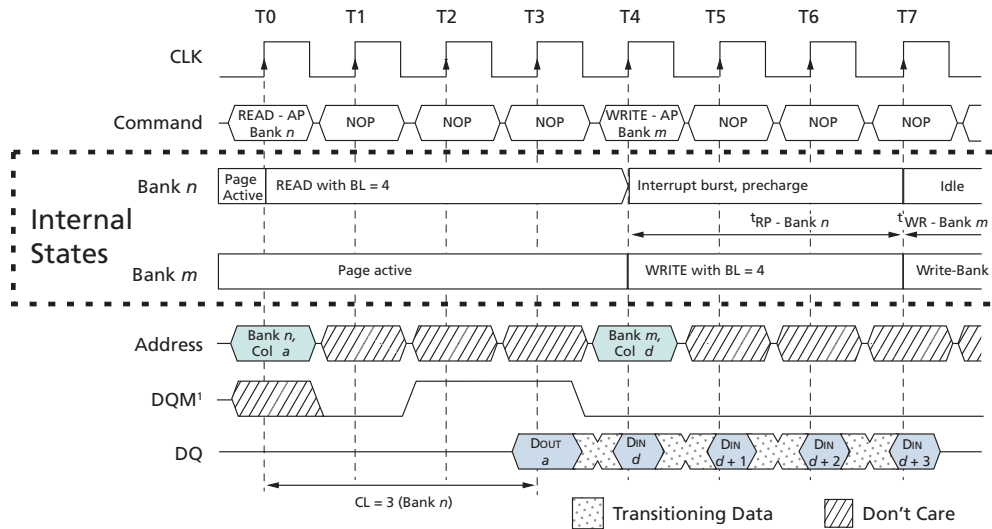 T0 T1 T2 T3 T4 T5 T6 T7
CLK
Command READ - AP Bank n NOP NOP NOP WRITE - AP Bank m NOP NOP NOP
Internal States
Bank n Page Active READ with BL = 4 Interrupt burst, precharge Idle
tRP - Bank n tWR - Bank m
Bank m Page active WRITE with BL = 4 Write-Bank
Address Bank n, Col a Bank m, Col d
DQM1
DQ DOUT a DIN d DIN d + 1 DIN d + 2 DIN d + 3
CL = 3 (Bank n)
Transitioning Data Don't Care